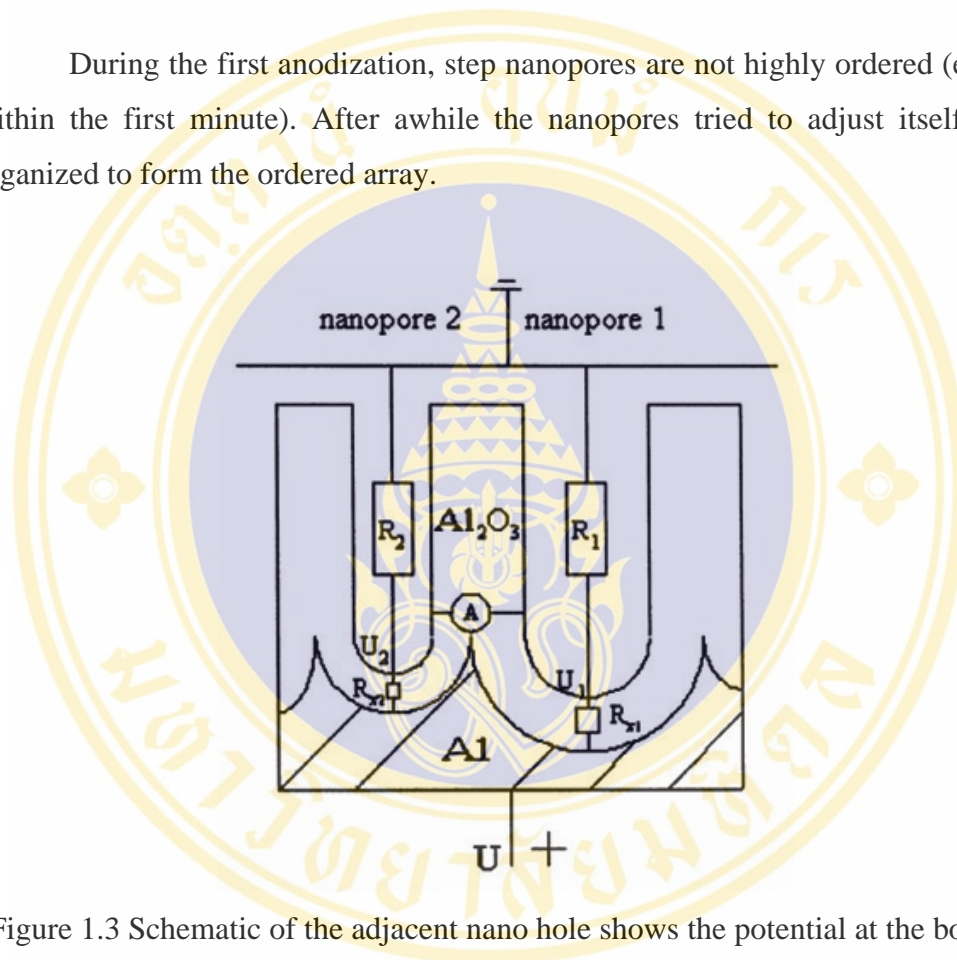 During the first anodization, step nanopores are not highly ordered (e
ithin the first minute). After awhile the nanopores tried to adjust itself
ganized to form the ordered array.
nanopore 2 nanopore 1
R2 Al2O3 R1
A
U2 U1
Rx2 Rx1
Al
U +
Figure 1.3 Schematic of the adjacent nano hole shows the potential at the bo